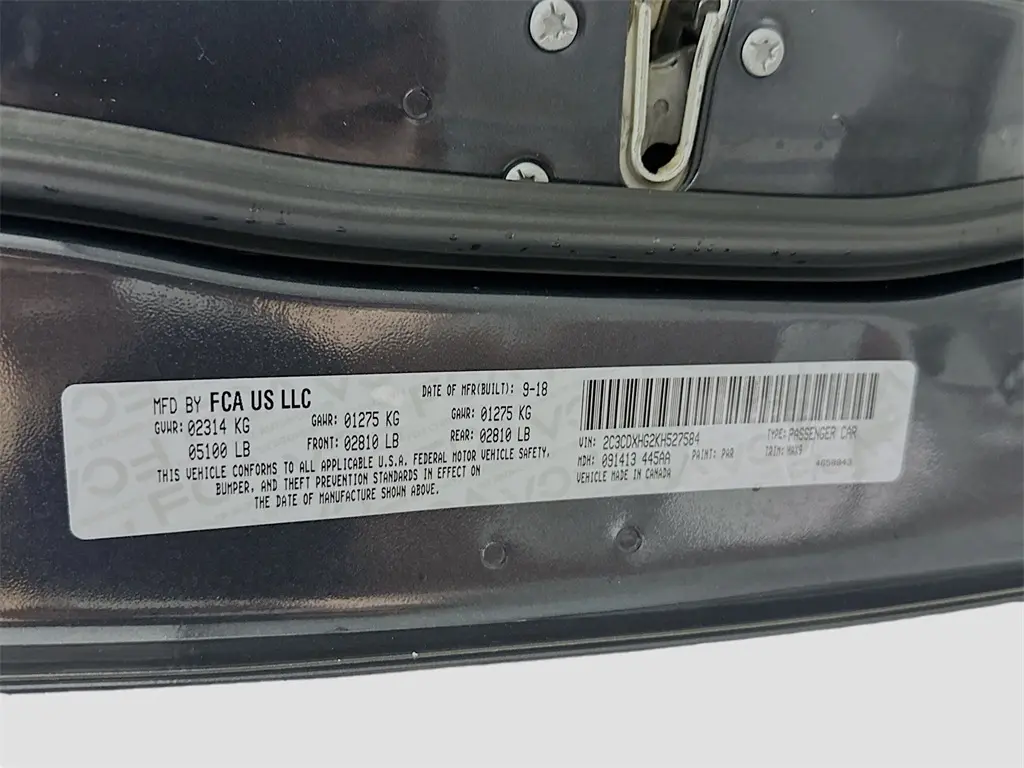 MFD BY FCA US LLC
DATE OF MFR(BUILT): 9-18
GVWR: 02314 KG
GAWR: 01275 KG
GAWR: 01275 KG
05100 LB
FRONT: 02810 LB
REAR: 02810 LB
THIS VEHICLE CONFORMS TO ALL APPLICABLE U.S.A. FEDERAL MOTOR VEHICLE SAFETY,
BUMPER, AND THEFT PREVENTION STANDARDS IN EFFECT ON
THE DATE OF MANUFACTURE SHOWN ABOVE.
VIN: 2C3CDXHG2KH527584
TYPE: PASSENGER CAR
MDH: 091413 445AA
PAINT: PAR
TRIM: HAX9
VEHICLE MADE IN CANADA